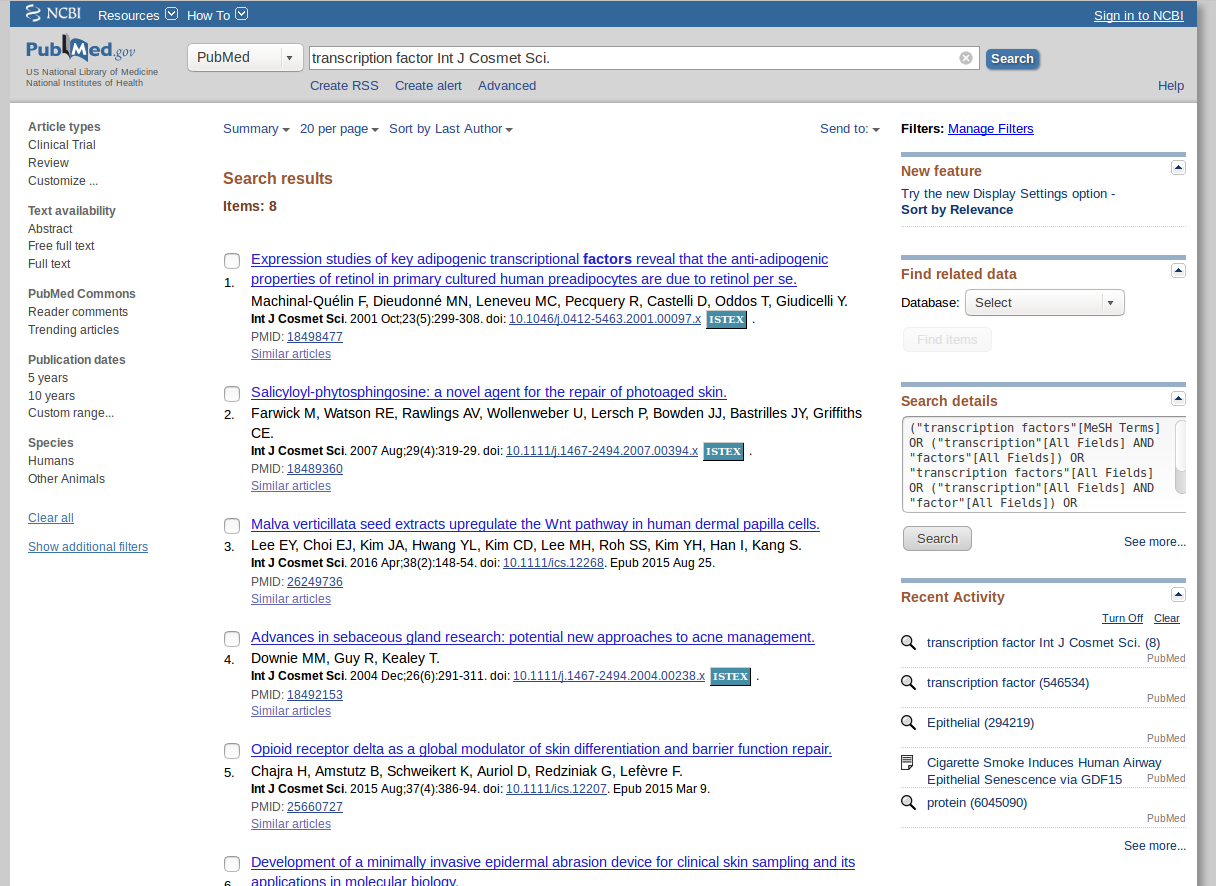 NCBI Resources How To Sign in to NCBI
PubMed.gov
US National Library of Medicine
National Institutes of Health
PubMed transcription factor Int J Cosmet Sci. Search
Create RSS Create alert Advanced Help
Article types
Clinical Trial
Review
Customize ...
Text availability
Abstract
Free full text
Full text
PubMed Commons
Reader comments
Trending articles
Publication dates
5 years
10 years
Custom range...
Species
Humans
Other Animals
Clear all
Show additional filters
Summary 20 per page Sort by Last Author Send to:
Search results
Items: 8
Expression studies of key adipogenic transcriptional factors reveal that the anti-adipogenic
1. properties of retinol in primary cultured human preadipocytes are due to retinol per se.
Machinal-Quélin F, Dieudonné MN, Leneveu MC, Pecquery R, Castelli D, Oddos T, Giudicelli Y.
Int J Cosmet Sci. 2001 Oct;23(5):299-308. doi: 10.1046/j.0412-5463.2001.00097.x ISTEX .
PMID: 18498477
Similar articles
Salicyloyl-phytosphingosine: a novel agent for the repair of photoaged skin.
2. Farwick M, Watson RE, Rawlings AV, Wollenweber U, Lersch P, Bowden JJ, Bastrilles JY, Griffiths
CE.
Int J Cosmet Sci. 2007 Aug;29(4):319-29. doi: 10.1111/j.1467-2494.2007.00394.x ISTEX .
PMID: 18489360
Similar articles
Malva verticillata seed extracts upregulate the Wnt pathway in human dermal papilla cells.
3. Lee EY, Choi EJ, Kim JA, Hwang YL, Kim CD, Lee MH, Roh SS, Kim YH, Han I, Kang S.
Int J Cosmet Sci. 2016 Apr;38(2):148-54. doi: 10.1111/ics.12268. Epub 2015 Aug 25.
PMID: 26249736
Similar articles
Advances in sebaceous gland research: potential new approaches to acne management.
4. Downie MM, Guy R, Kealey T.
Int J Cosmet Sci. 2004 Dec;26(6):291-311. doi: 10.1111/j.1467-2494.2004.00238.x ISTEX .
PMID: 18492153
Similar articles
Opioid receptor delta as a global modulator of skin differentiation and barrier function repair.
5. Chajra H, Amstutz B, Schweikert K, Auriol D, Redziniak G, Lefèvre F.
Int J Cosmet Sci. 2015 Aug;37(4):386-94. doi: 10.1111/ics.12207. Epub 2015 Mar 9.
PMID: 25660727
Similar articles
Development of a minimally invasive epidermal abrasion device for clinical skin sampling and its
6. applications in molecular biology.
Filters: Manage Filters
New feature
Try the new Display Settings option -
Sort by Relevance
Find related data
Database: Select
Find items
Search details
("transcription factors"[MeSH Terms]
OR ("transcription"[All Fields] AND
"factors"[All Fields]) OR
"transcription factors"[All Fields]
OR ("transcription"[All Fields] AND
"factor"[All Fields]) OR
Search See more...
Recent Activity
Turn Off Clear
transcription factor Int J Cosmet Sci. (8)
PubMed
transcription factor (546534)
PubMed
Epithelial (294219)
PubMed
Cigarette Smoke Induces Human Airway
Epithelial Senescence via GDF15 PubMed
protein (6045090)
PubMed
See more...